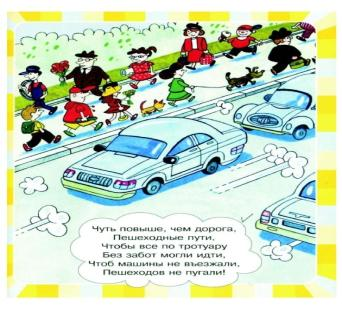 Чуть повыше, чем дорога,
Пешеходные пути,
Чтобы все по тротуару
Без забот могли идти,
Чтоб машины не въезжали,
Пешеходов не пугали!